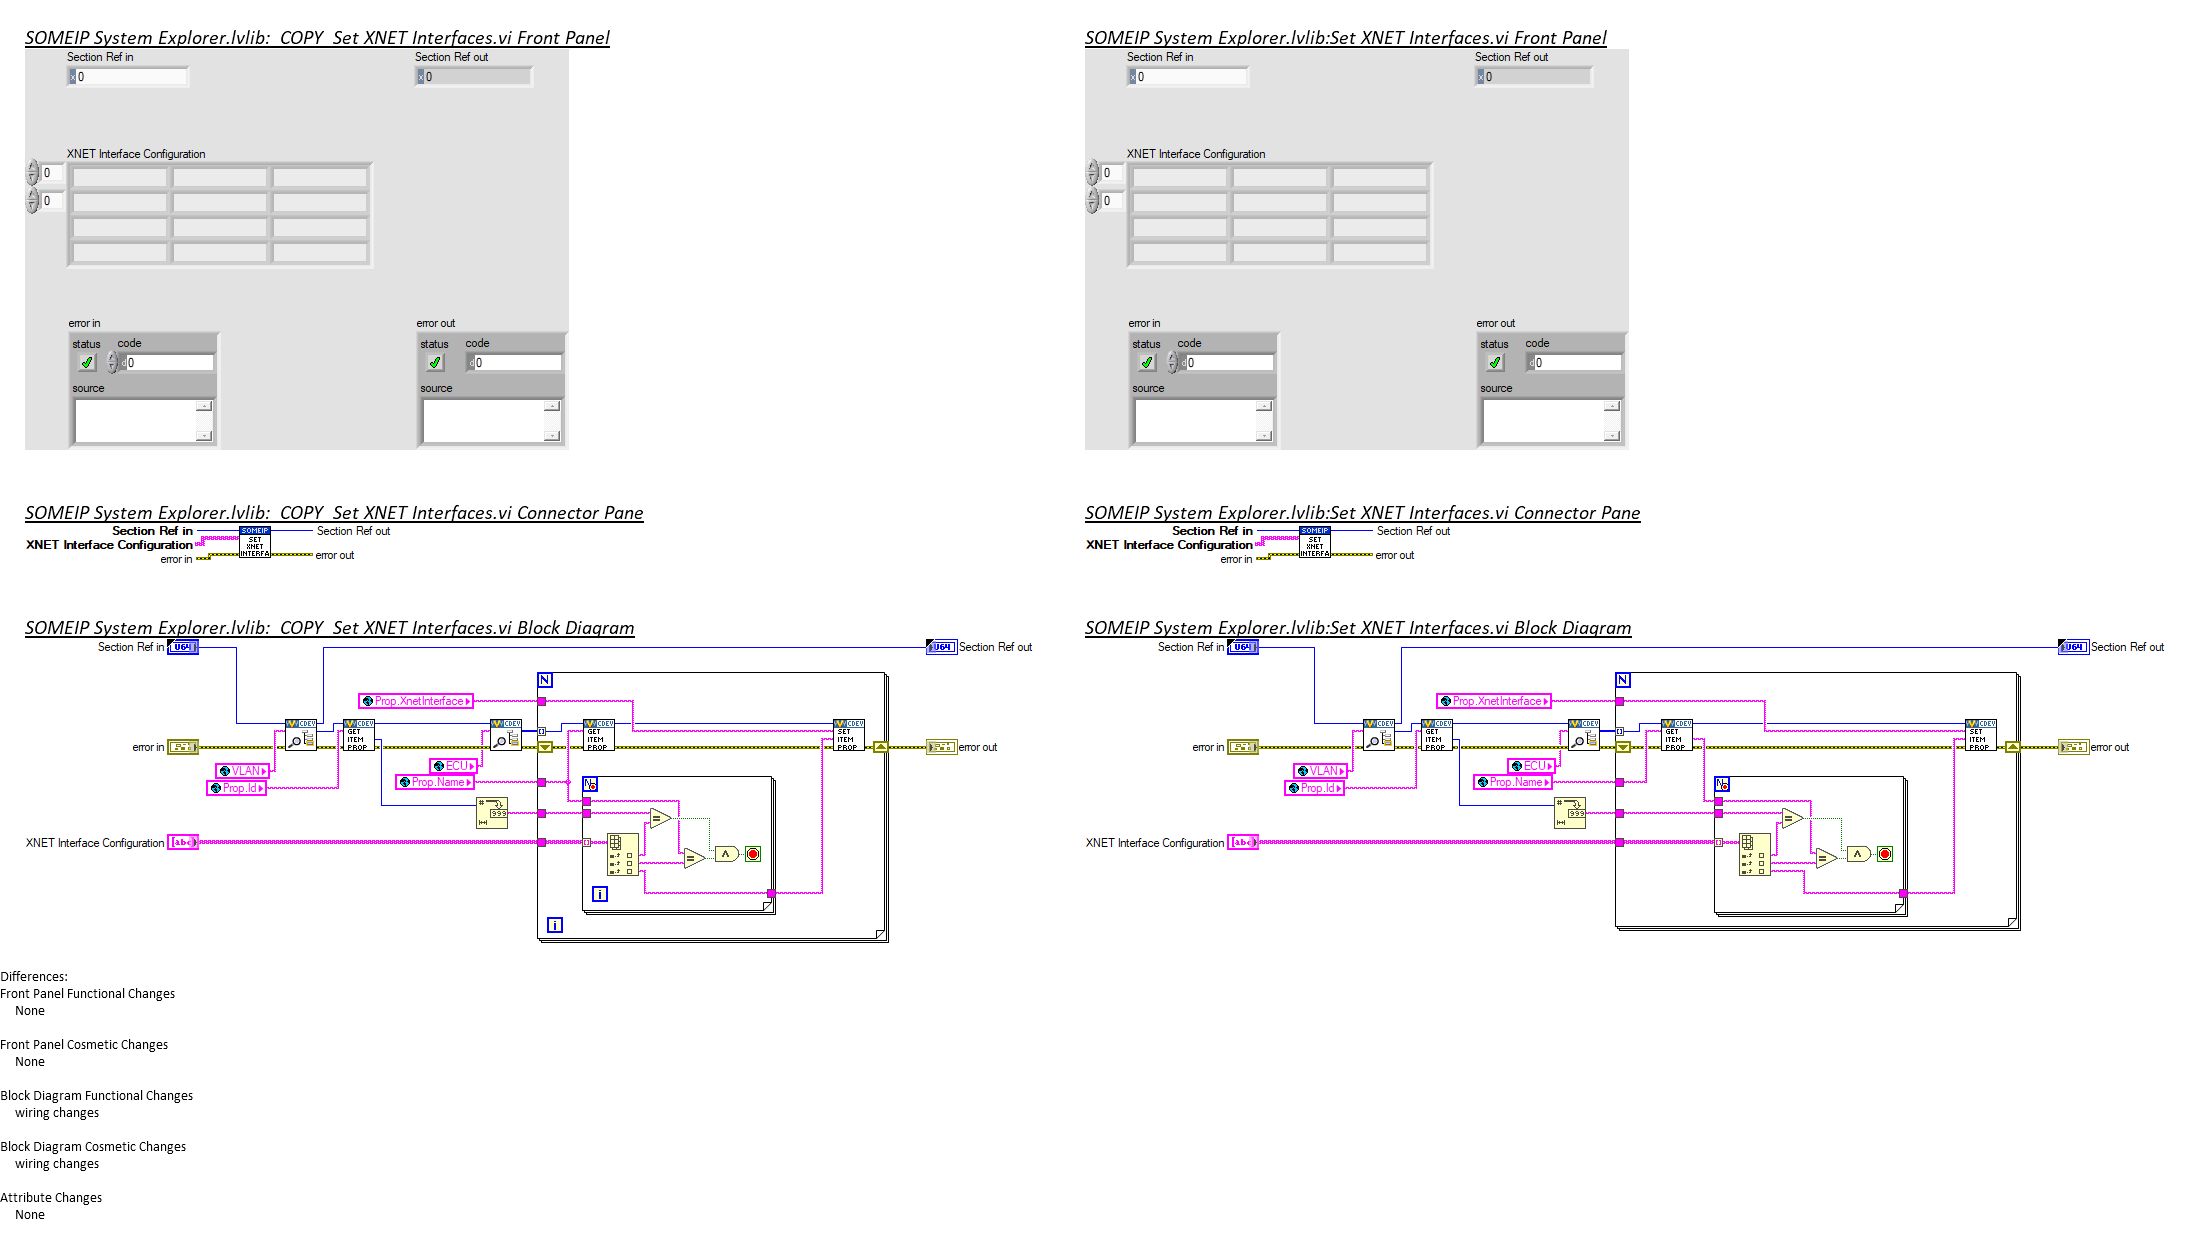 SOMEIP System Explorer.lvlib:  COPY  Set XNET Interfaces.vi Front Panel
Section Ref in
Section Ref out
x 0
x 0
XNET Interface Configuration
0
0
error in
error out
status code
status code
d 0
d 0
source
source
SOMEIP System Explorer.lvlib:Set XNET Interfaces.vi Front Panel
Section Ref in
Section Ref out
x 0
x 0
XNET Interface Configuration
0
0
error in
error out
status code
status code
d 0
d 0
source
source
SOMEIP System Explorer.lvlib:  COPY  Set XNET Interfaces.vi Connector Pane
Section Ref in
XNET Interface Configuration
error in
SOMEIP
SET
XNET
INTERFA
Section Ref out
error out
SOMEIP System Explorer.lvlib:Set XNET Interfaces.vi Connector Pane
Section Ref in
XNET Interface Configuration
error in
SOMEIP
SET
XNET
INTERFA
Section Ref out
error out
SOMEIP System Explorer.lvlib:  COPY  Set XNET Interfaces.vi Block Diagram
Section Ref in
U64
U64
Section Ref out
N
Prop.XnetInterface
CDEV
CDEV
GET
ITEM
PROP
CDEV
CDEV
GET
ITEM
PROP
CDEV
SET
ITEM
PROP
error in
error out
VLAN
ECU
Prop.Id
Prop.Name
N
#
999
=
=
∧
XNET Interface Configuration
[abc]
i
i
SOMEIP System Explorer.lvlib:Set XNET Interfaces.vi Block Diagram
Section Ref in
U64
U64
Section Ref out
N
Prop.XnetInterface
CDEV
CDEV
GET
ITEM
PROP
CDEV
CDEV
GET
ITEM
PROP
CDEV
SET
ITEM
PROP
error in
error out
VLAN
ECU
Prop.Id
Prop.Name
N
#
999
=
=
∧
XNET Interface Configuration
[abc]
Differences:
Front Panel Functional Changes
None
Front Panel Cosmetic Changes
None
Block Diagram Functional Changes
wiring changes
Block Diagram Cosmetic Changes
wiring changes
Attribute Changes
None